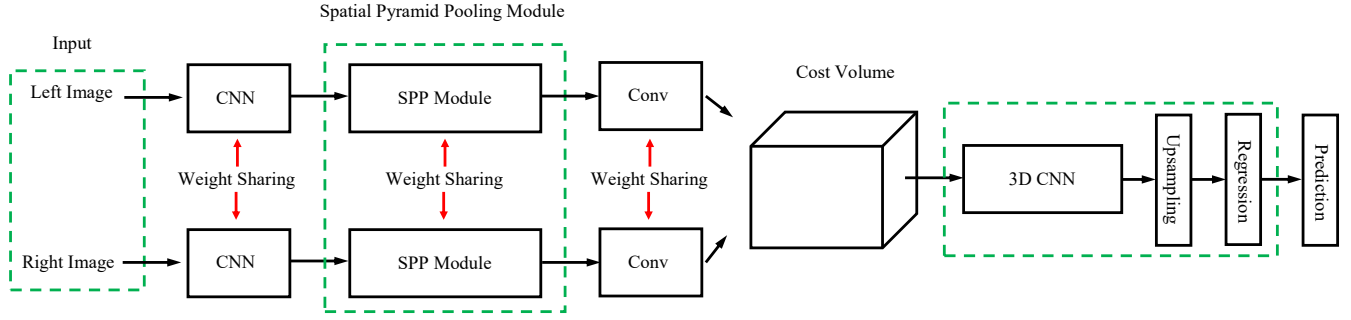 Spatial Pyramid Pooling Module
Input
Cost Volume
Left Image
CNN
SPP Module
Conv
Weight Sharing
Weight Sharing
Weight Sharing
3D CNN
Upsampling
Regression
Prediction
Right Image
CNN
SPP Module
Conv